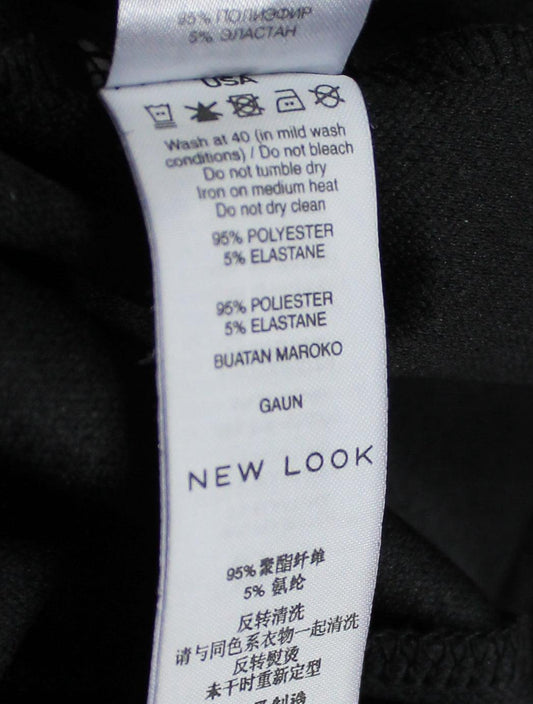 95% ПОЛИЭФИР
5% ЭЛАСТАН
USA
Wash at 40 (in mild wash
conditions) / Do not bleach
Do not tumble dry
Iron on medium heat
Do not dry clean
95% POLYESTER
5% ELASTANE
95% POLIESTER
5% ELASTANE
BUATAN MAROKO
GAUN
NEW LOOK
95% 聚酯纤维
5% 氨纶
反转清洗
请与同色系衣物一起清洗
反转熨烫
未干时重新定型